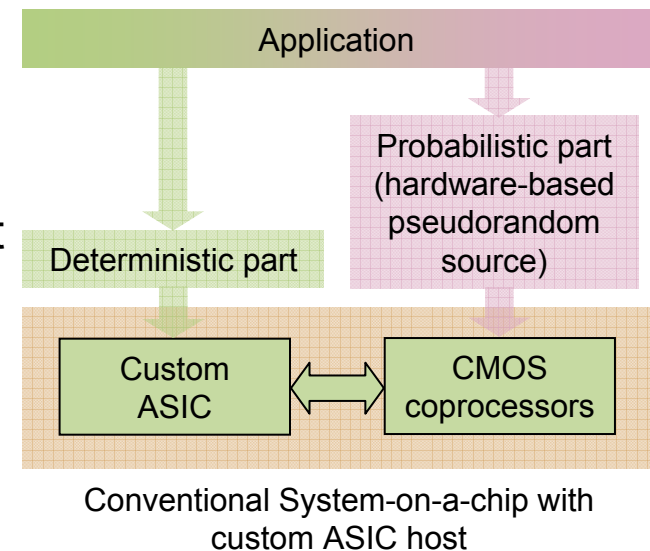 Application
Probabilistic part
(hardware-based
pseudorandom
source)
Deterministic part
Custom
ASIC
CMOS
coprocessors
Conventional System-on-a-chip with
custom ASIC host